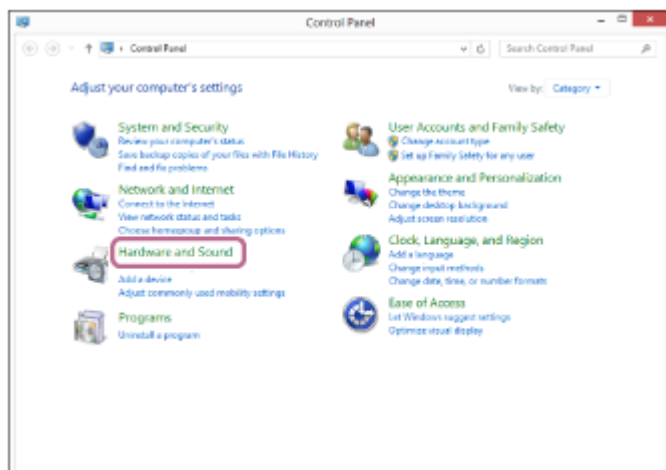 Control Panel
Control Panel
Search Control Panel
Adjust your computer's settings
View by: Category
System and Security
Review your computer's status
Save backup copies of your files with File History
Find and fix problems
Network and Internet
Connect to the Internet
View network status and tasks
Choose homegroup and sharing options
Hardware and Sound
Add a device
Adjust commonly used mobility settings
Programs
Uninstall a program
User Accounts and Family Safety
Change account type
Set up Family Safety for any user
Appearance and Personalization
Change the theme
Change desktop background
Adjust screen resolution
Clock, Language, and Region
Add a language
Change input methods
Change date, time, or number formats
Ease of Access
Let Windows suggest settings
Optimize visual display